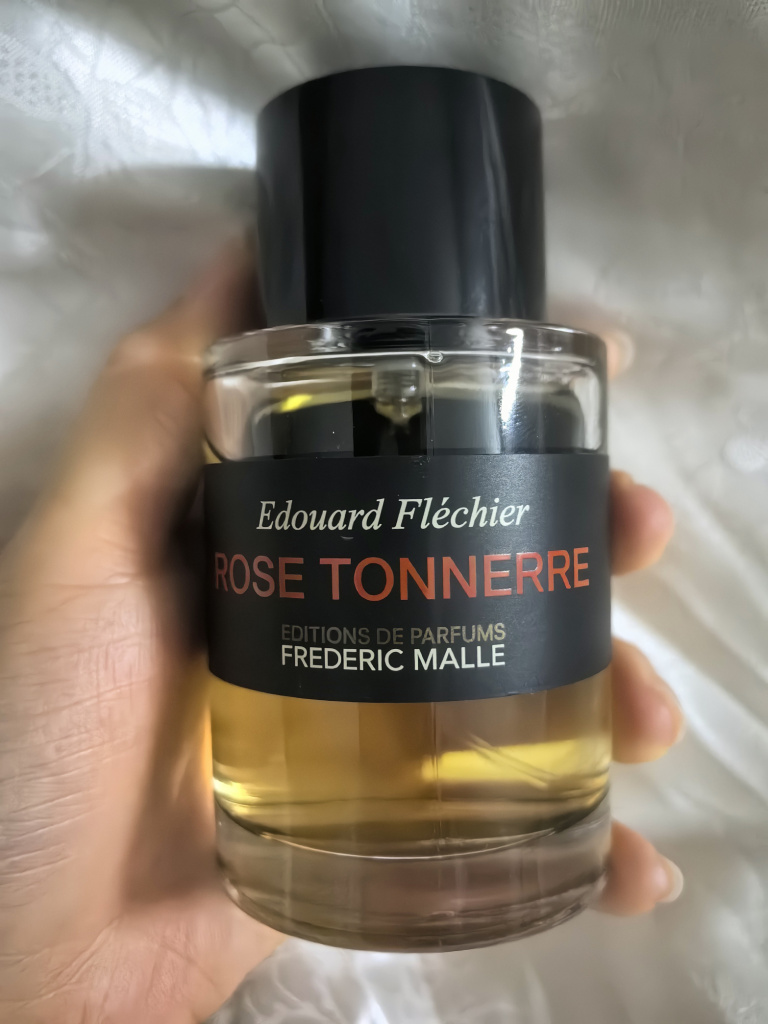 Edouard Fléchier
ROSE TONNERRE
EDITIONS DE PARFUMS
FREDERIC MALLE